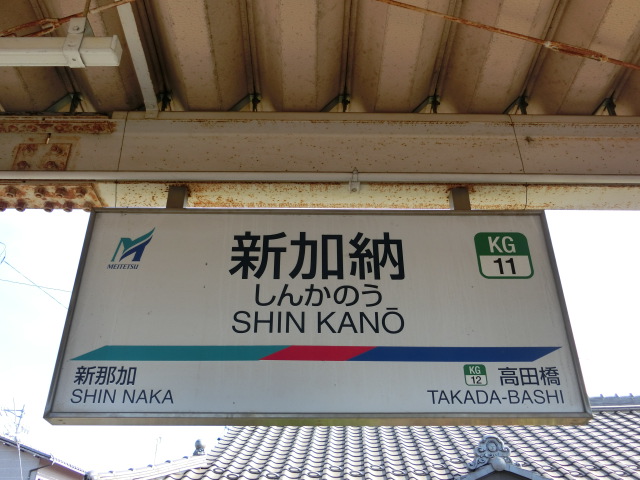 MEITETSU
新加納
しんかのう
SHIN KANŌ
KG
11
新那加
SHIN NAKA
KG
12
高田橋
TAKADA-BASHI